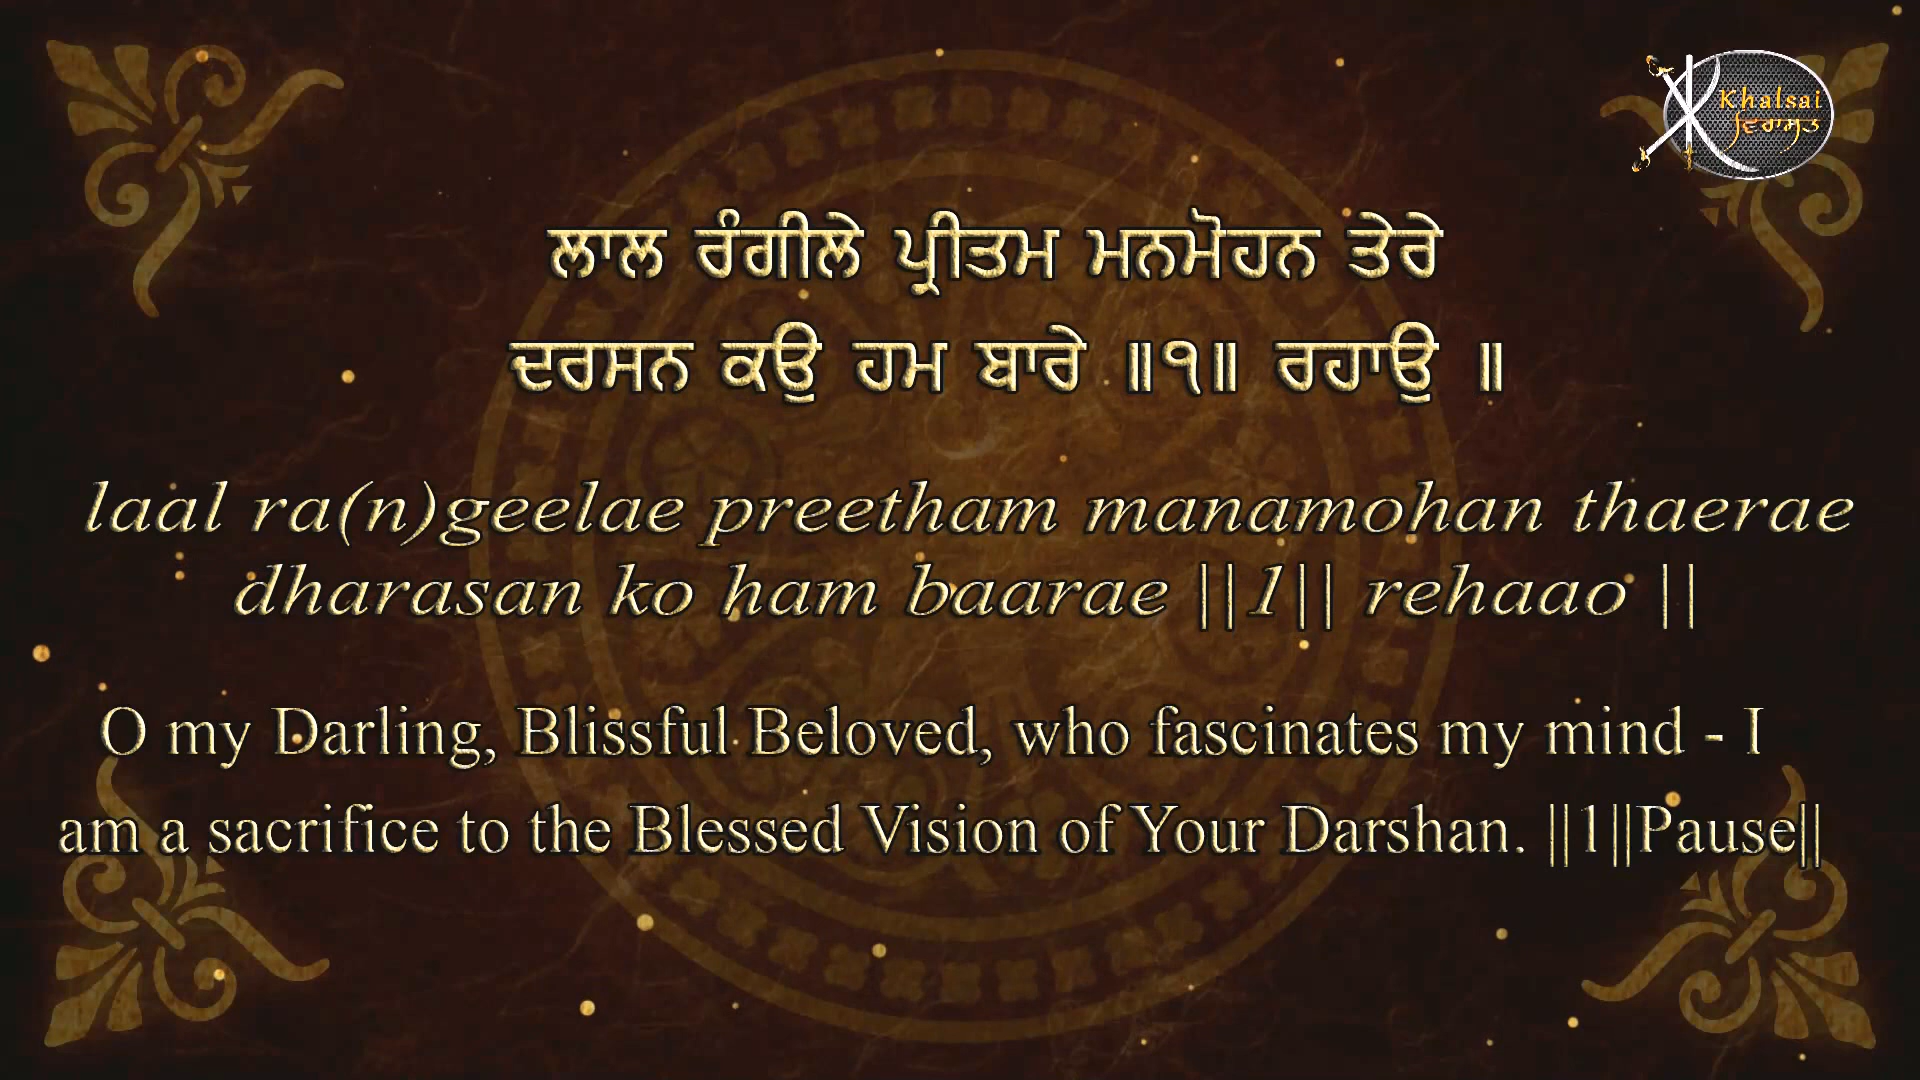 Khalsai
ਵਿਰਾਸਤ
ਲਾਲ ਰੰਗੀਲੇ ਪ੍ਰੀਤਮ ਮਨਮੋਹਨ ਤੇਰੇ
ਦਰਸਨ ਕਉ ਹਮ ਬਾਰੇ ॥੧॥ ਰਹਾਉ ॥
laal ra(n)geelae preetham manamohan thaerae
dharasan ko ham baarae ||1|| rehaao ||
O my Darling, Blissful Beloved, who fascinates my mind - I
am a sacrifice to the Blessed Vision of Your Darshan. ||1||Pause||